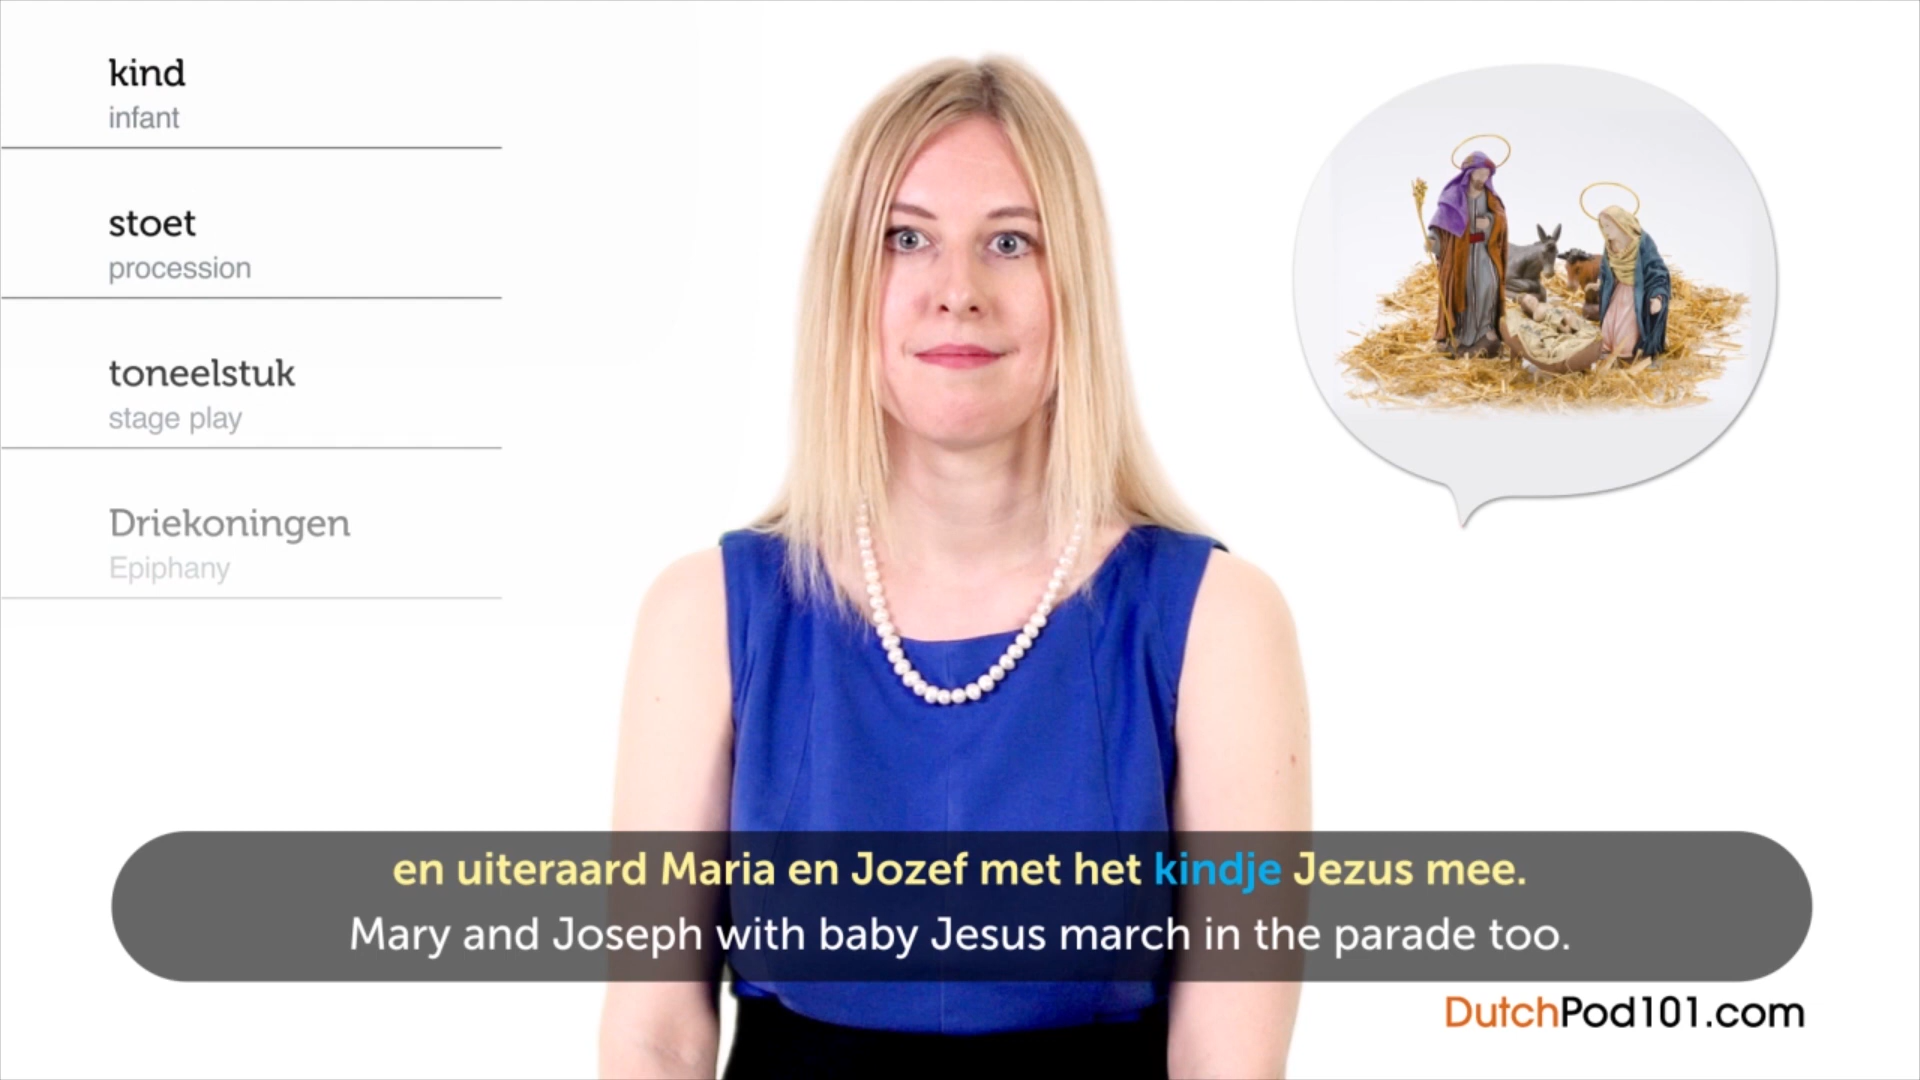 kind
infant
stoet
procession
toneelstuk
stage play
Driekoningen
Epiphany
en uiteraard Maria en Jozef met het kindje Jezus mee.
Mary and Joseph with baby Jesus march in the parade too.
DutchPod101.com